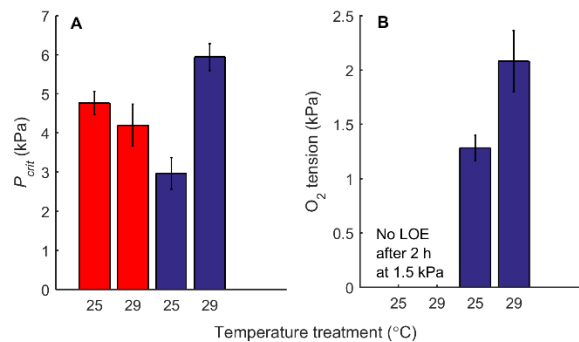 A
7
6
5
4
3
2
1
0
P_crit (kPa)
25 29 25 29
B
2.5
2
1.5
1
0.5
0
O₂ tension (kPa)
No LOE
after 2 h
at 1.5 kPa
25 29 25 29
Temperature treatment (°C)